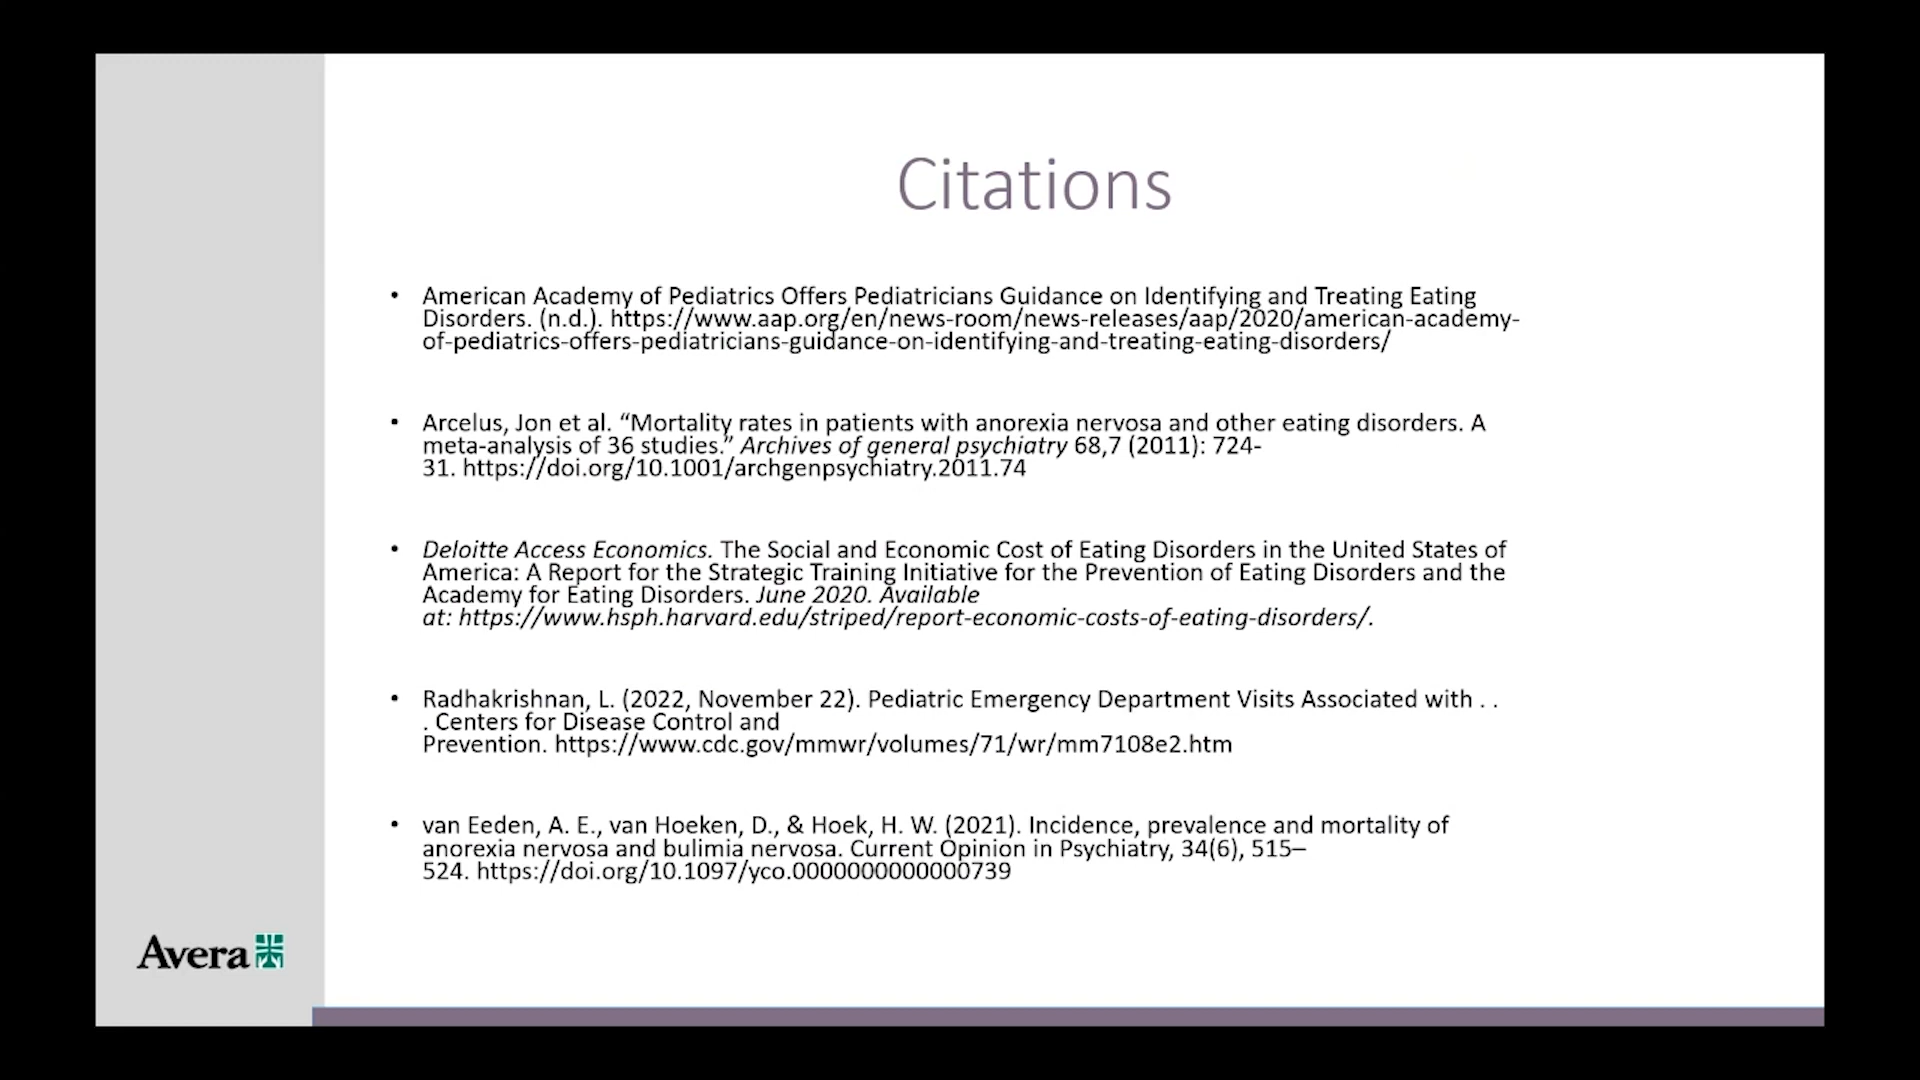 Citations
• American Academy of Pediatrics Offers Pediatricians Guidance on Identifying and Treating Eating
Disorders. (n.d.). https://www.aap.org/en/news-room/news-releases/aap/2020/american-academy-
of-pediatrics-offers-pediatricians-guidance-on-identifying-and-treating-eating-disorders/
• Arcelus, Jon et al. “Mortality rates in patients with anorexia nervosa and other eating disorders. A
meta-analysis of 36 studies.” Archives of general psychiatry 68,7 (2011): 724-
31. https://doi.org/10.1001/archgenpsychiatry.2011.74
• Deloitte Access Economics. The Social and Economic Cost of Eating Disorders in the United States of
America: A Report for the Strategic Training Initiative for the Prevention of Eating Disorders and the
Academy for Eating Disorders. June 2020. Available
at: https://www.hsph.harvard.edu/striped/report-economic-costs-of-eating-disorders/.
• Radhakrishnan, L. (2022, November 22). Pediatric Emergency Department Visits Associated with . .
. Centers for Disease Control and
Prevention. https://www.cdc.gov/mmwr/volumes/71/wr/mm7108e2.htm
• van Eeden, A. E., van Hoeken, D., & Hoek, H. W. (2021). Incidence, prevalence and mortality of
anorexia nervosa and bulimia nervosa. Current Opinion in Psychiatry, 34(6), 515–
524. https://doi.org/10.1097/yco.0000000000000739
Avera